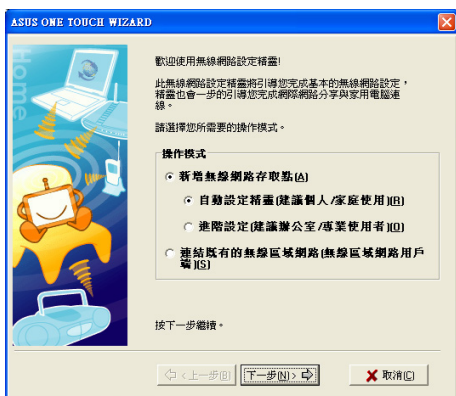 ASUS ONE TOUCH WIZARD
Home
歡迎使用無線網路設定精靈!
此無線網路設定精靈將引導您完成基本的無線網路設定，
精靈也會一步的引導您完成網際網路分享與家用電腦連
線。
請選擇您所需要的操作模式。
操作模式
新增無線網路存取點(A)
自動設定精靈(建議個人/家庭使用)(R)
進階設定(建議辦公室/專業使用者)(O)
連結既有的無線區域網路(無線區域網路用戶
端)(S)
按下一步繼續。
<上一步(B)
下一步(N)>
取消(C)